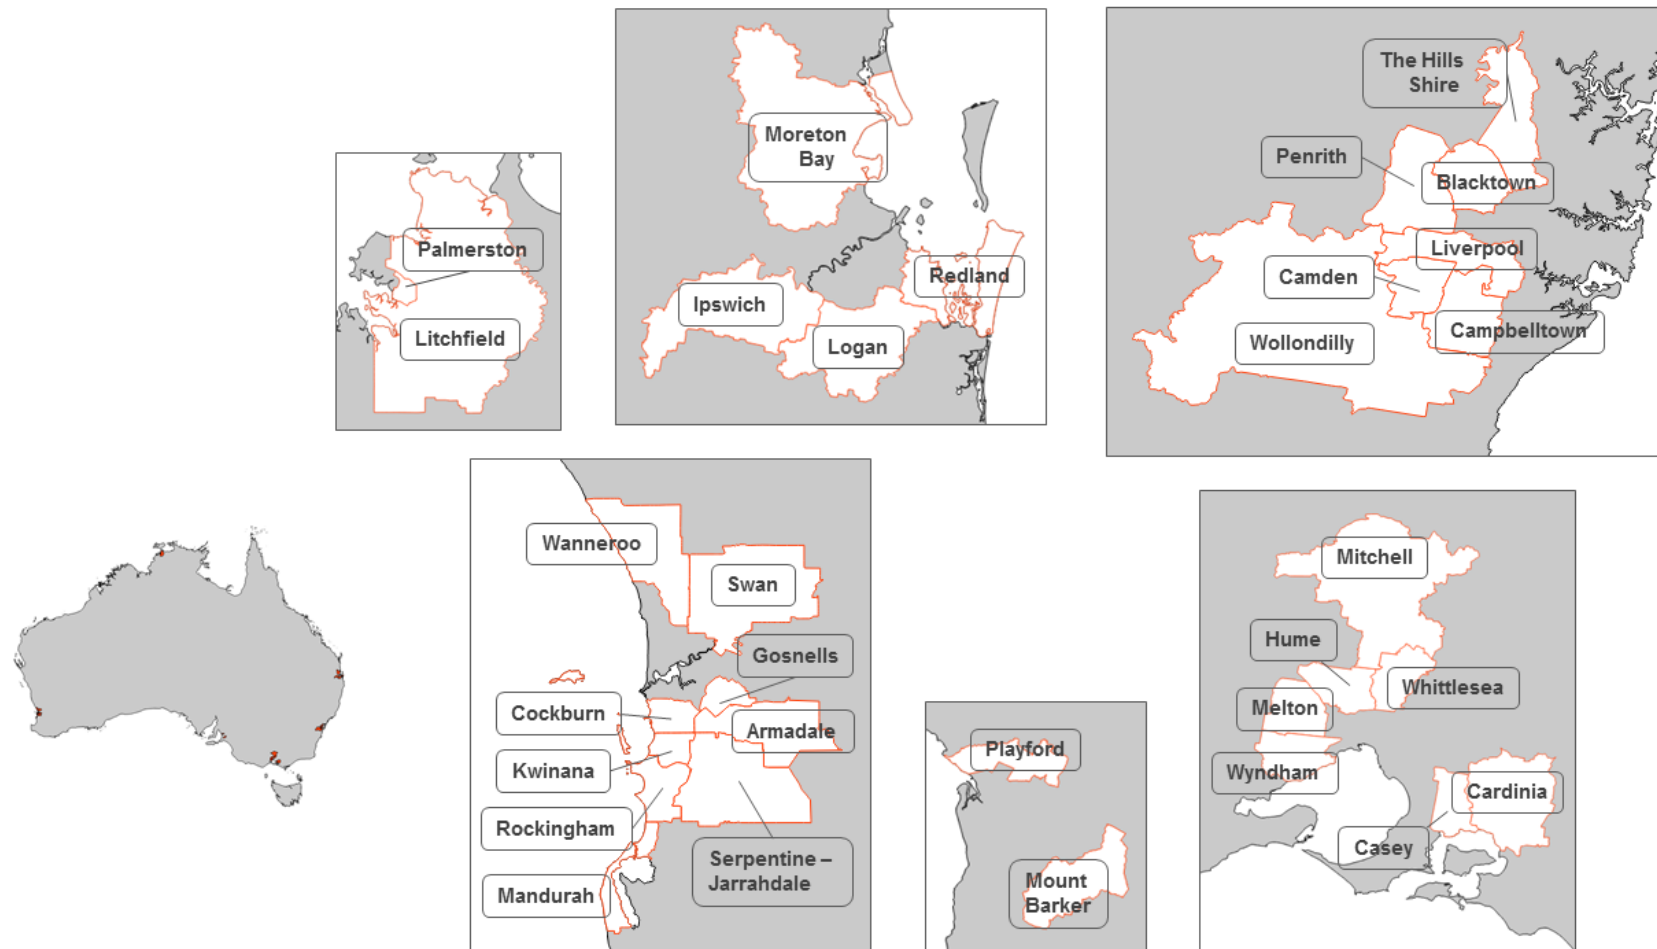 The Hills
Shire
Penrith
Blacktown
Liverpool
Camden
Campbelltown
Wollondilly
Moreton
Bay
Redland
Ipswich
Logan
Palmerston
Litchfield
Wanneroo
Swan
Gosnells
Cockburn
Armadale
Kwinana
Rockingham
Serpentine –
Jarrahdale
Mandurah
Playford
Mount
Barker
Mitchell
Hume
Whittlesea
Melton
Wyndham
Cardinia
Casey